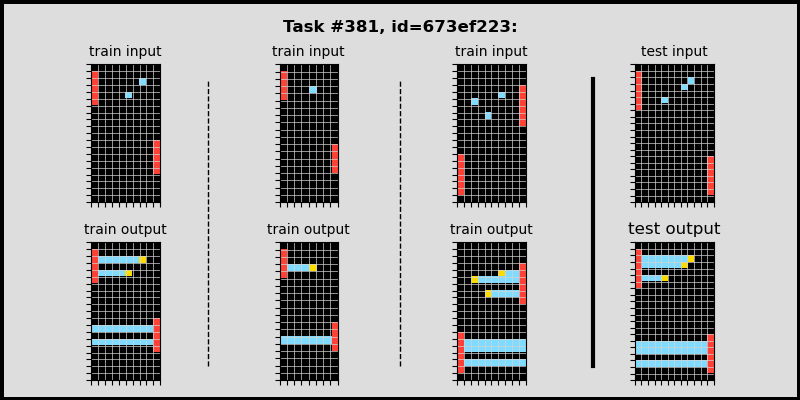 Task #381, id=673ef223:
train input train input train input test input
train output train output train output test output